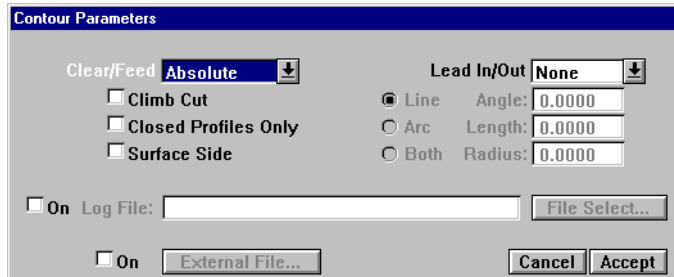 Contour Parameters
Clear/Feed Absolute Lead In/Out None
Climb Cut Line Angle: 0.0000
Closed Profiles Only Arc Length: 0.0000
Surface Side Both Radius: 0.0000
On Log File: File Select...
On External File... Cancel Accept